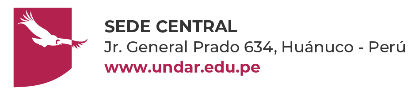 SEDE CENTRAL
Jr. General Prado 634, Huánuco - Perú
www.undar.edu.pe